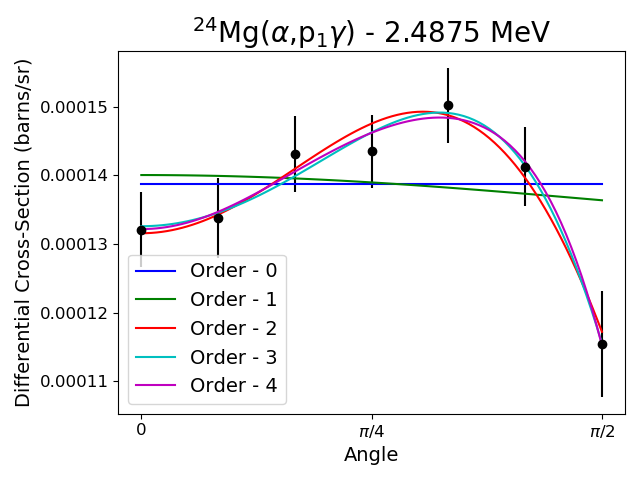 ²⁴Mg(α,p₁γ) - 2.4875 MeV
Differential Cross-Section (barns/sr)
0.00015
0.00014
0.00013
0.00012
0.00011
Order - 0
Order - 1
Order - 2
Order - 3
Order - 4
0
π/4
π/2
Angle